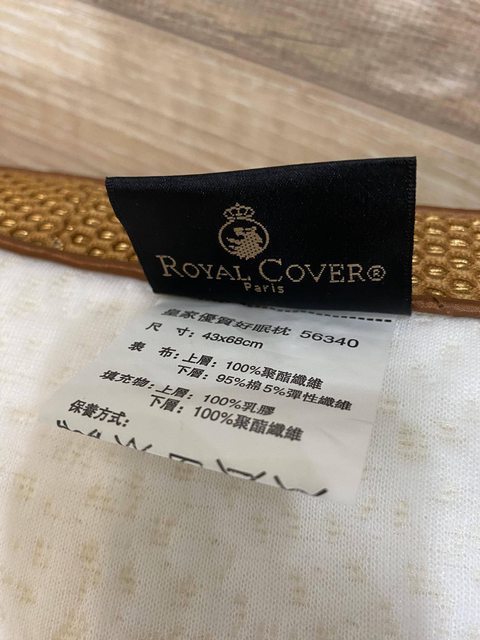 ROYAL COVER®
Paris
皇家優質好眠枕 56340
尺 寸: 43x68cm
表 布: 上層: 100%聚酯纖維
下層: 95%棉 5%彈性纖維
填充物: 上層: 100%乳膠
下層: 100%聚酯纖維
保養方式: